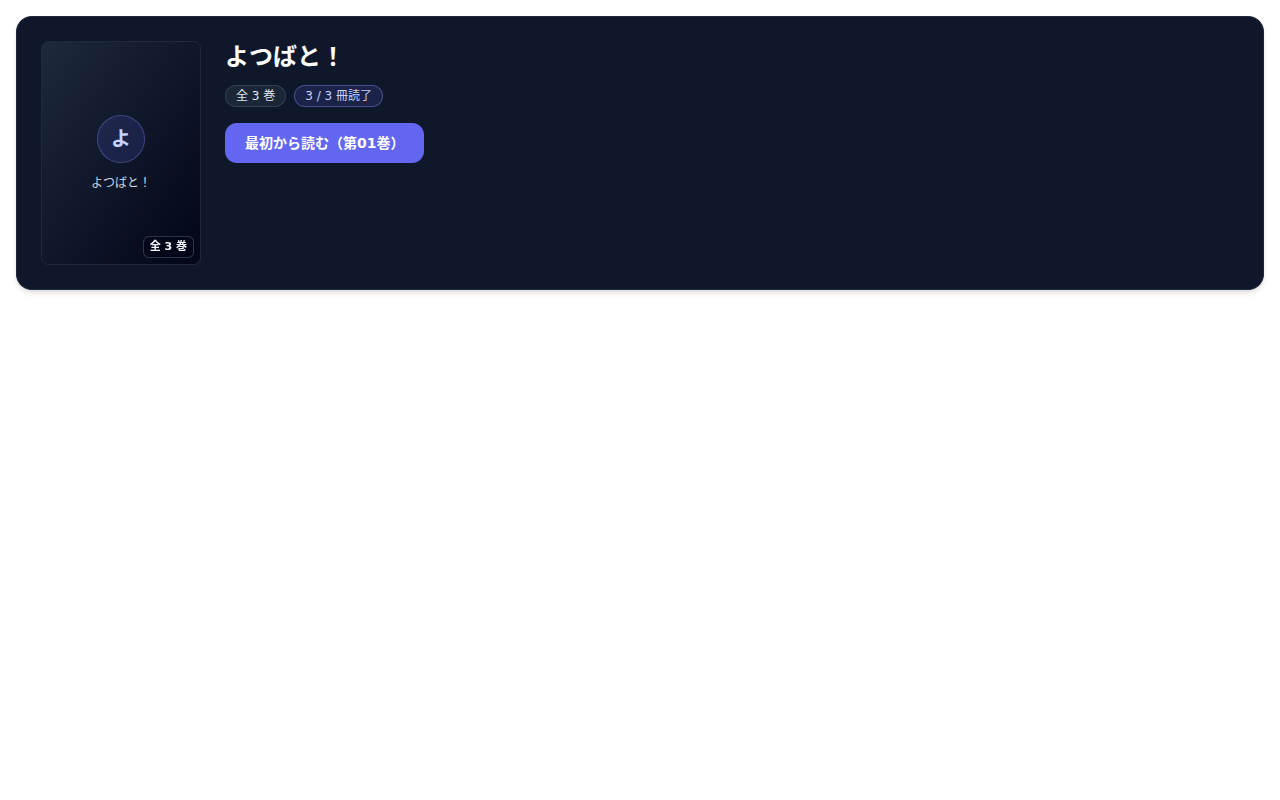 よ
よつばと！
全 3 巻
よつばと！
全 3 巻
3 / 3 冊読了
最初から読む（第01巻）